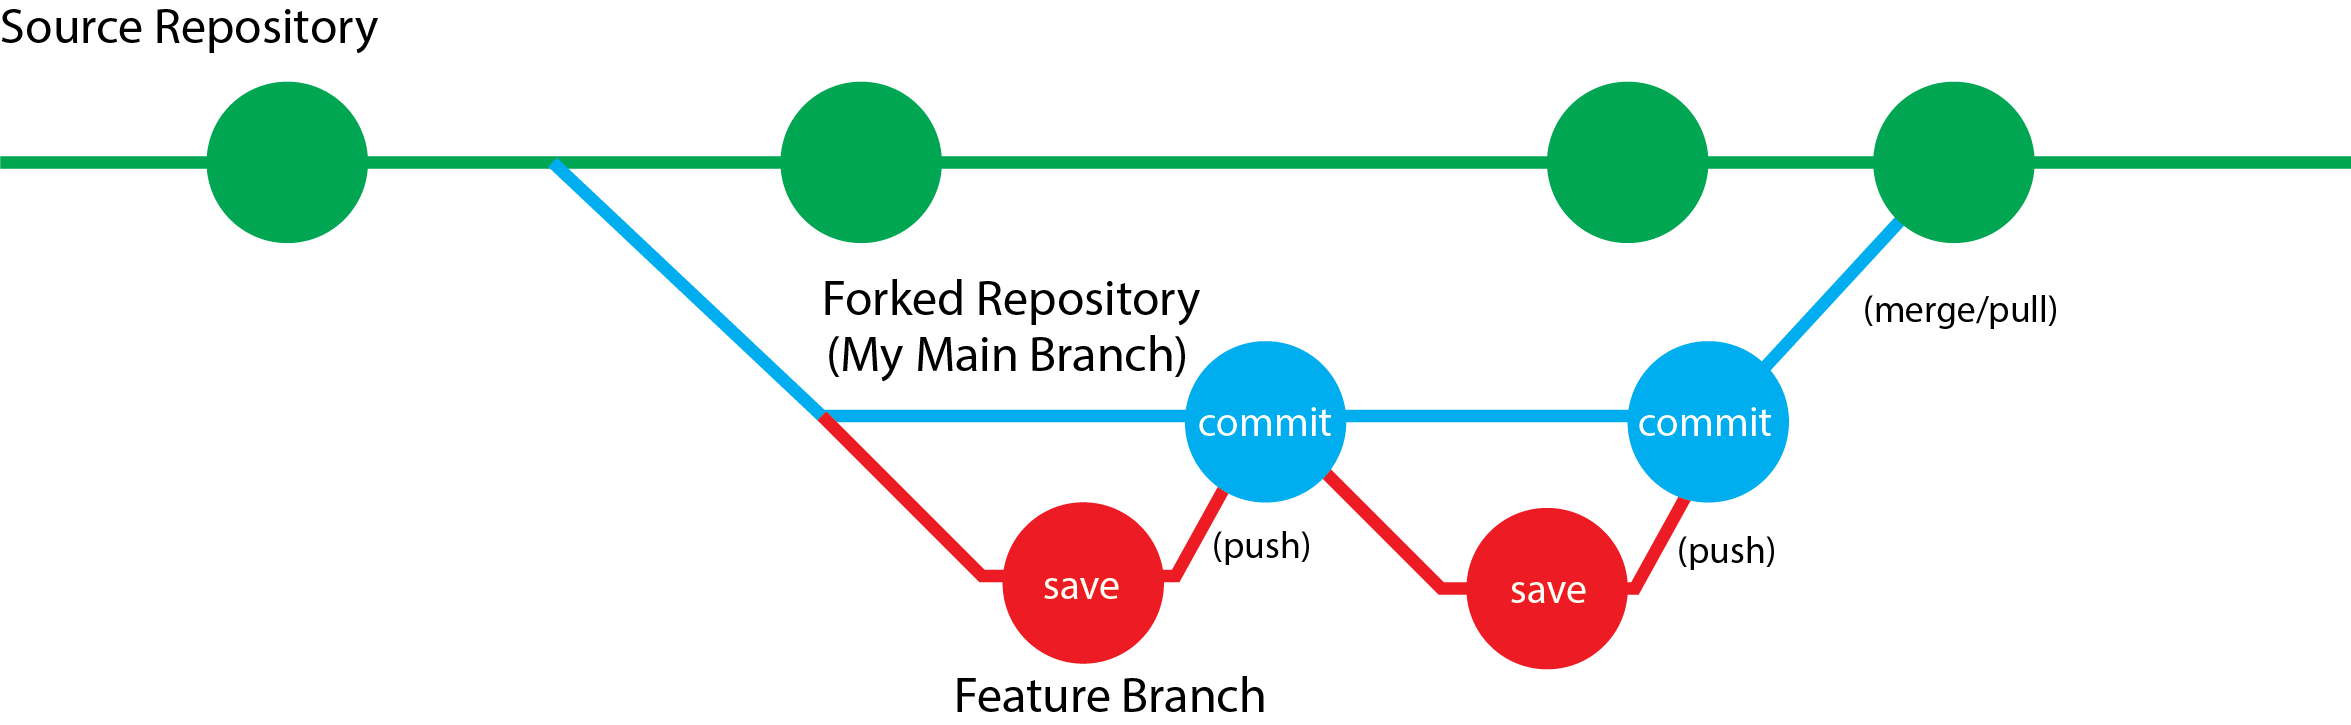 Source Repository
Forked Repository
(My Main Branch)
(merge/pull)
commit
commit
(push)
(push)
save
save
Feature Branch